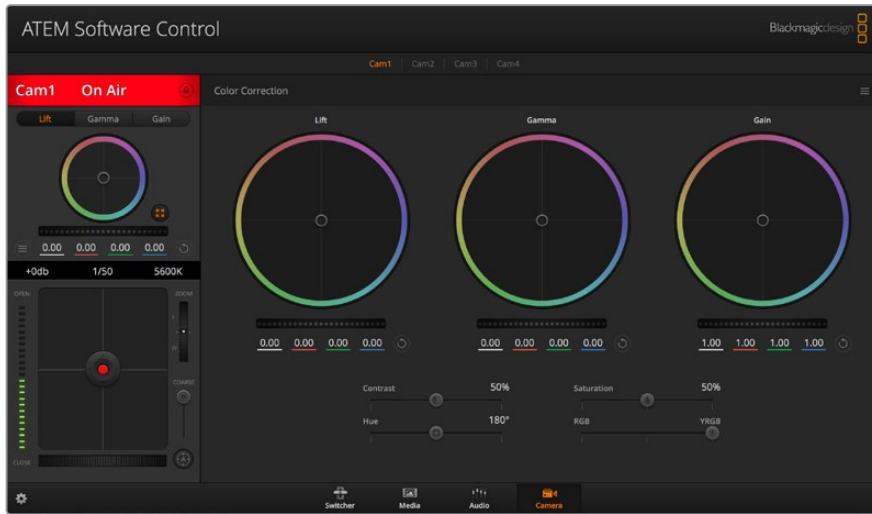 ATEM Software Control
Blackmagicdesign
Cam1 Cam2 Cam3 Cam4
Cam1 On Air
Color Correction
Lift Gamma Gain
Lift Gamma Gain
0.00 0.00 0.00 0.00
+0db 1/50 5600K
OPEN
ZOOM
T
W
COARSE
CLOSE
0.00 0.00 0.00 0.00
0.00 0.00 0.00 0.00
1.00 1.00 1.00 1.00
Contrast 50%
Saturation 50%
Hue 180°
RGB YRGB
Switcher Media Audio Camera